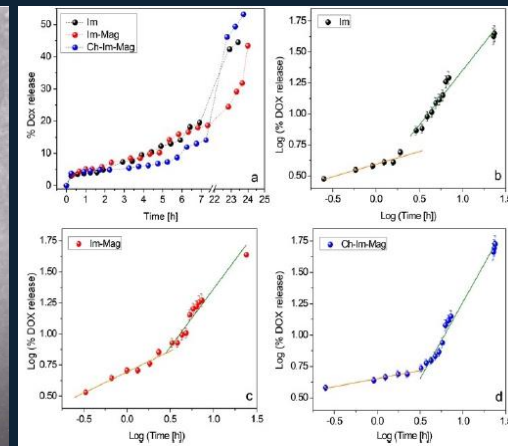 Im
Im-Mag
Ch-Im-Mag
% Dox release
50
40
30
20
10
0
0 1 2 3 4 5 6 7 22 23 24 25
Time [h]
a
Im
Log (% DOX release)
1.75
1.50
1.25
1.00
0.75
0.50
-0.5 0.0 0.5 1.0 1.5
Log (Time [h])
b
Im-Mag
Log (% DOX release)
1.75
1.50
1.25
1.00
0.75
0.50
-0.5 0.0 0.5 1.0 1.5
Log (Time [h])
c
Ch-Im-Mag
Log (% DOX release)
1.75
1.50
1.25
1.00
0.75
0.50
-0.5 0.0 0.5 1.0 1.5
Log (Time [h])
d